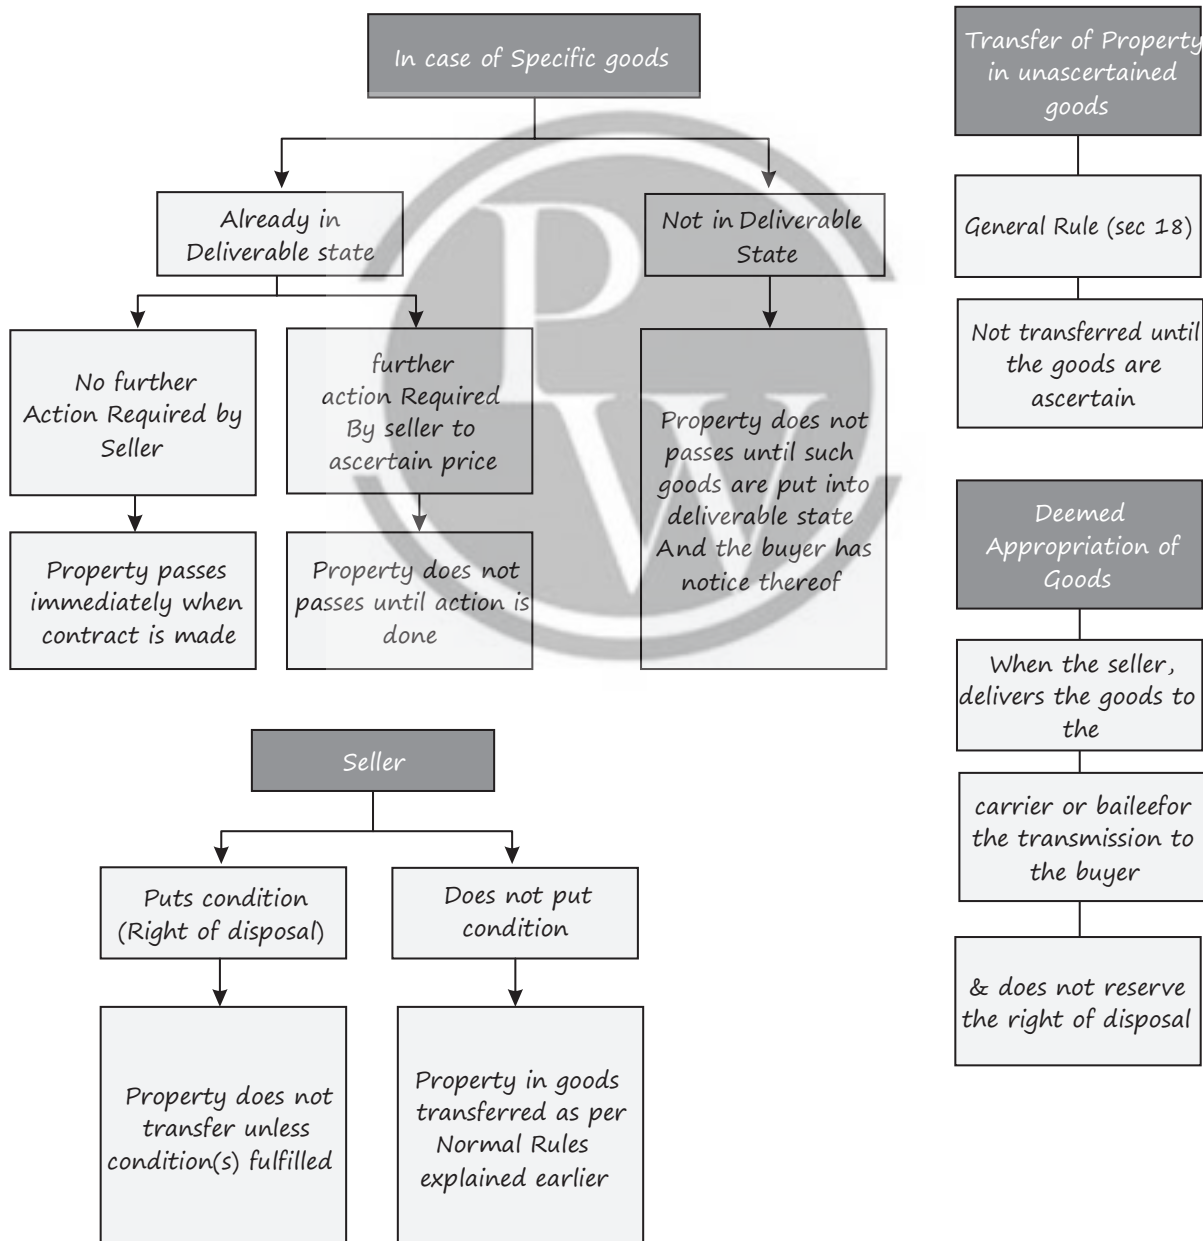 In case of Specific goods
Already in
Deliverable state
Not in Deliverable
State
No further
Action Required by
Seller
further
action Required
By seller to
ascertain price
Property does not
passes until such
goods are put into
deliverable state
And the buyer has
notice thereof
Property passes
immediately when
contract is made
Property does not
passes until action is
done
Transfer of Property
in unascertained
goods
General Rule (sec 18)
Not transferred until
the goods are
ascertain
Deemed
Appropriation of
Goods
When the seller,
delivers the goods to
the
carrier or baileefor
the transmission to
the buyer
& does not reserve
the right of disposal
Seller
Puts condition
(Right of disposal)
Does not put
condition
Property does not
transfer unless
condition(s) fulfilled
Property in goods
transferred as per
Normal Rules
explained earlier
PW